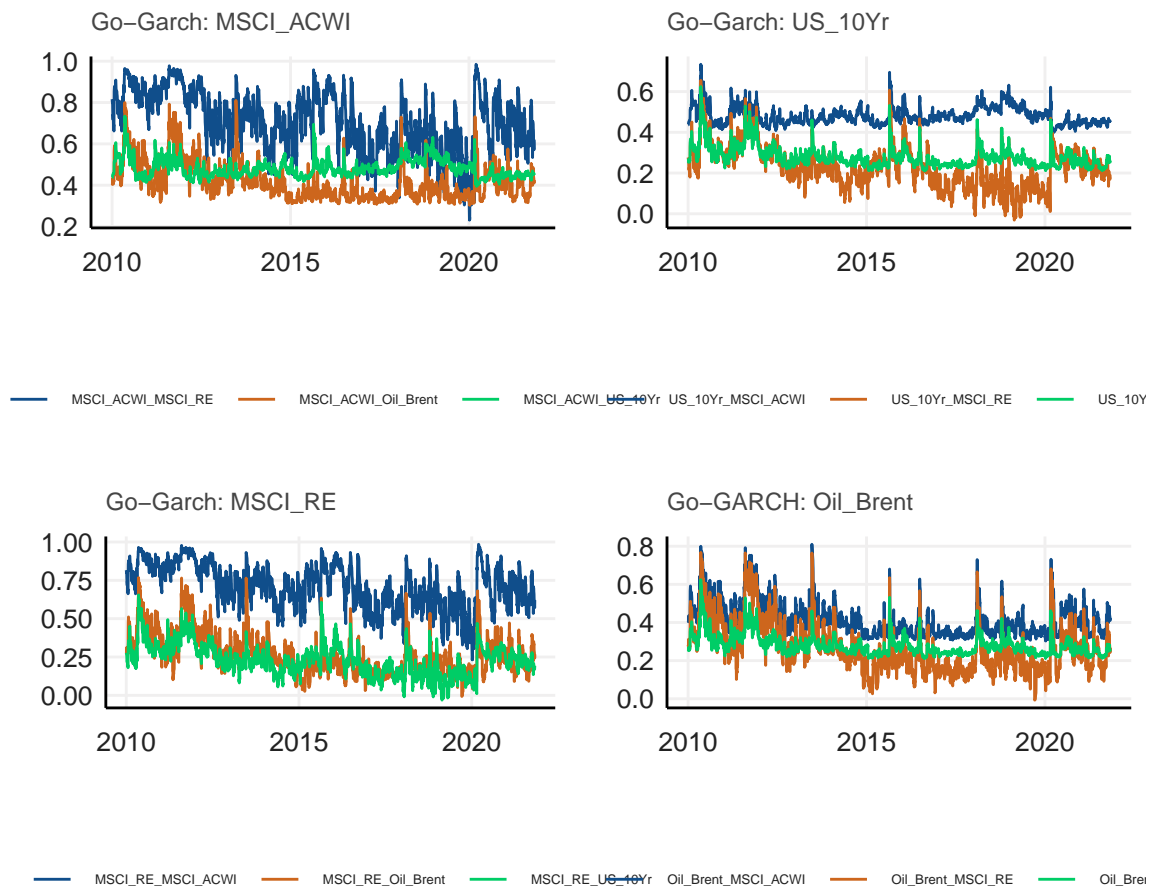 Go−Garch: MSCI_ACWI
1.0
0.8
0.6
0.4
0.2
2010 2015 2020
MSCI_ACWI_MSCI_RE MSCI_ACWI_Oil_Brent MSCI_ACWI_US_10Yr
Go−Garch: US_10Yr
0.6
0.4
0.2
0.0
2010 2015 2020
US_10Yr_MSCI_ACWI US_10Yr_MSCI_RE US_10Y
Go−Garch: MSCI_RE
1.00
0.75
0.50
0.25
0.00
2010 2015 2020
MSCI_RE_MSCI_ACWI MSCI_RE_Oil_Brent MSCI_RE_US_10Yr
Go−GARCH: Oil_Brent
0.8
0.6
0.4
0.2
0.0
2010 2015 2020
Oil_Brent_MSCI_ACWI Oil_Brent_MSCI_RE Oil_Bre